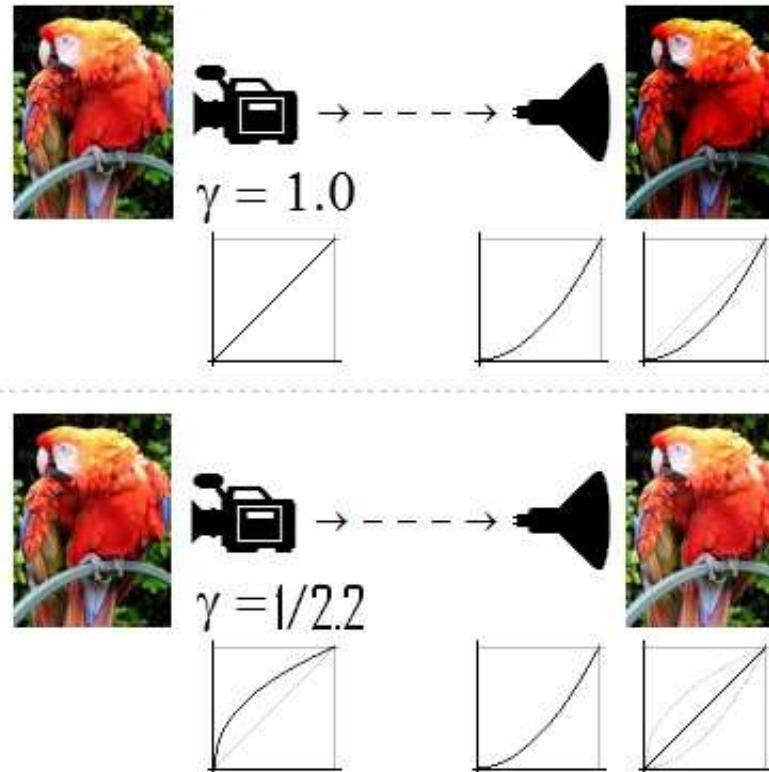 γ = 1.0
γ =1/2.2